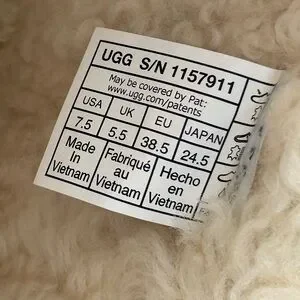 UGG S/N 1157911
May be covered by Pat:
www.ugg.com/patents
USA UK EU JAPAN
7.5 5.5 38.5 24.5
Made in Vietnam
Fabriqué au Vietnam
Hecho en Vietnam